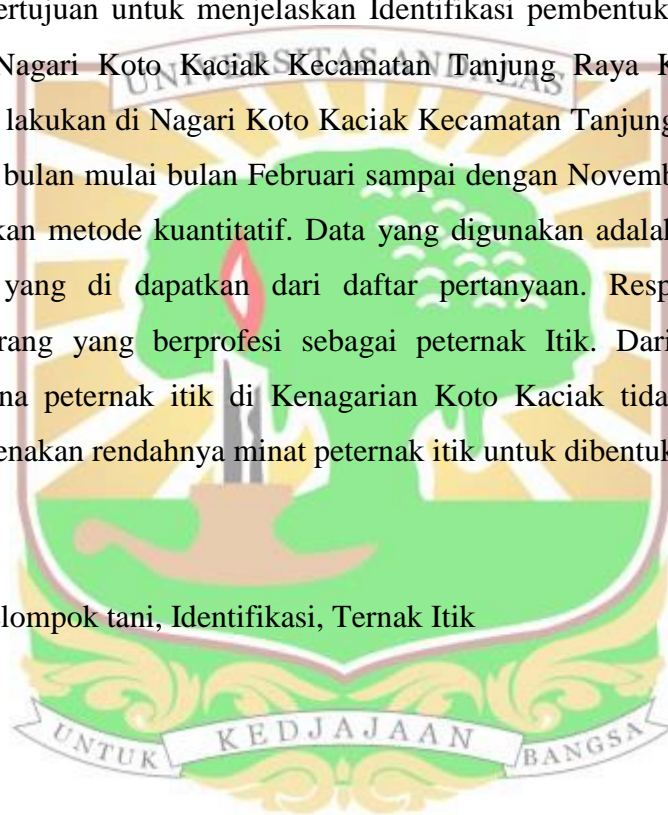 ertujuan untuk menjelaskan Identifikasi pembentuk
Nagari Koto Kaciak Kecamatan Tanjung Raya K
UNIVERSITAS ANDALAS
lakukan di Nagari Koto Kaciak Kecamatan Tanjung
bulan mulai bulan Februari sampai dengan Novemb
kan metode kuantitatif. Data yang digunakan adalah
yang di dapatkan dari daftar pertanyaan. Resp
rang yang berprofesi sebagai peternak Itik. Dari
na peternak itik di Kenagarian Koto Kaciak tida
enakan rendahnya minat peternak itik untuk dibentuk
lompok tani, Identifikasi, Ternak Itik
UNTUK KEDJAJAAN BANGSA